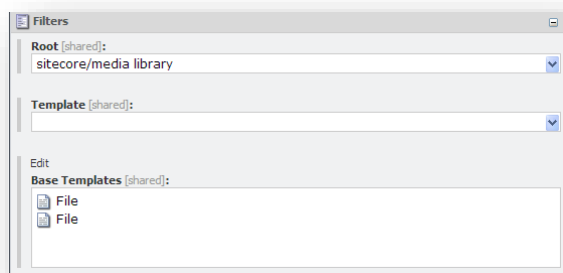 Filters
Root [shared]:
sitecore/media library
Template [shared]:
Edit
Base Templates [shared]:
File
File